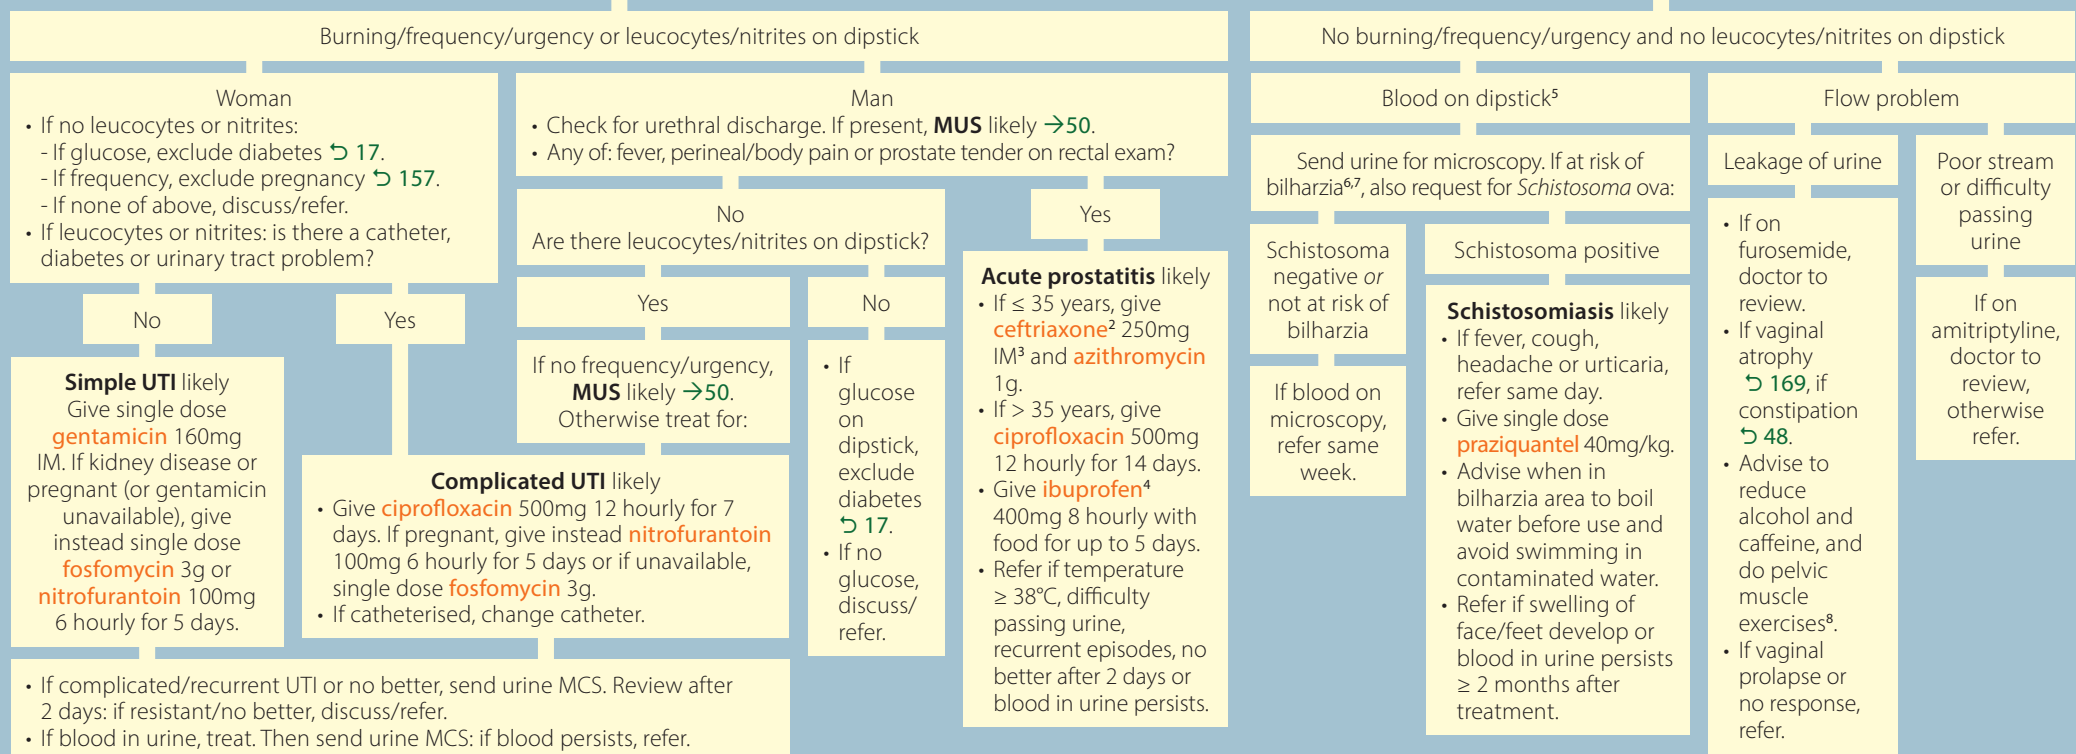 Burning/frequency/urgency or leucocytes/nitrites on dipstick
Woman
• If no leucocytes or nitrites:
- If glucose, exclude diabetes ⮌ 17.
- If frequency, exclude pregnancy ⮌ 157.
- If none of above, discuss/refer.
• If leucocytes or nitrites: is there a catheter,
diabetes or urinary tract problem?
No
Simple UTI likely
Give single dose
gentamicin 160mg
IM. If kidney disease or
pregnant (or gentamicin
unavailable), give
instead single dose
fosfomycin 3g or
nitrofurantoin 100mg
6 hourly for 5 days.
Yes
Man
• Check for urethral discharge. If present, MUS likely →50.
• Any of: fever, perineal/body pain or prostate tender on rectal exam?
No
Are there leucocytes/nitrites on dipstick?
Yes
If no frequency/urgency,
MUS likely →50.
Otherwise treat for:
Complicated UTI likely
• Give ciprofloxacin 500mg 12 hourly for 7
days. If pregnant, give instead nitrofurantoin
100mg 6 hourly for 5 days or if unavailable,
single dose fosfomycin 3g.
• If catheterised, change catheter.
• If complicated/recurrent UTI or no better, send urine MCS. Review after
2 days: if resistant/no better, discuss/refer.
• If blood in urine, treat. Then send urine MCS: if blood persists, refer.
No
• If
glucose
on
dipstick,
exclude
diabetes
⮌ 17.
• If no
glucose,
discuss/
refer.
Yes
Acute prostatitis likely
• If ≤ 35 years, give
ceftriaxone² 250mg
IM³ and azithromycin
1g.
• If > 35 years, give
ciprofloxacin 500mg
12 hourly for 14 days.
• Give ibuprofen⁴
400mg 8 hourly with
food for up to 5 days.
• Refer if temperature
≥ 38°C, difficulty
passing urine,
recurrent episodes, no
better after 2 days or
blood in urine persists.
No burning/frequency/urgency and no leucocytes/nitrites on dipstick
Blood on dipstick⁵
Send urine for microscopy. If at risk of
bilharzia⁶,⁷, also request for Schistosoma ova:
Schistosoma
negative or
not at risk of
bilharzia
If blood on
microscopy,
refer same
week.
Schistosoma positive
Schistosomiasis likely
• If fever, cough,
headache or urticaria,
refer same day.
• Give single dose
praziquantel 40mg/kg.
• Advise when in
bilharzia area to boil
water before use and
avoid swimming in
contaminated water.
• Refer if swelling of
face/feet develop or
blood in urine persists
≥ 2 months after
treatment.
Flow problem
Leakage of urine
• If on
furosemide,
doctor to
review.
• If vaginal
atrophy
⮌ 169, if
constipation
⮌ 48.
• Advise to
reduce
alcohol and
caffeine, and
do pelvic
muscle
exercises⁸.
• If vaginal
prolapse or
no response,
refer.
Poor stream
or difficulty
passing
urine
If on
amitriptyline,
doctor to
review,
otherwise
refer.